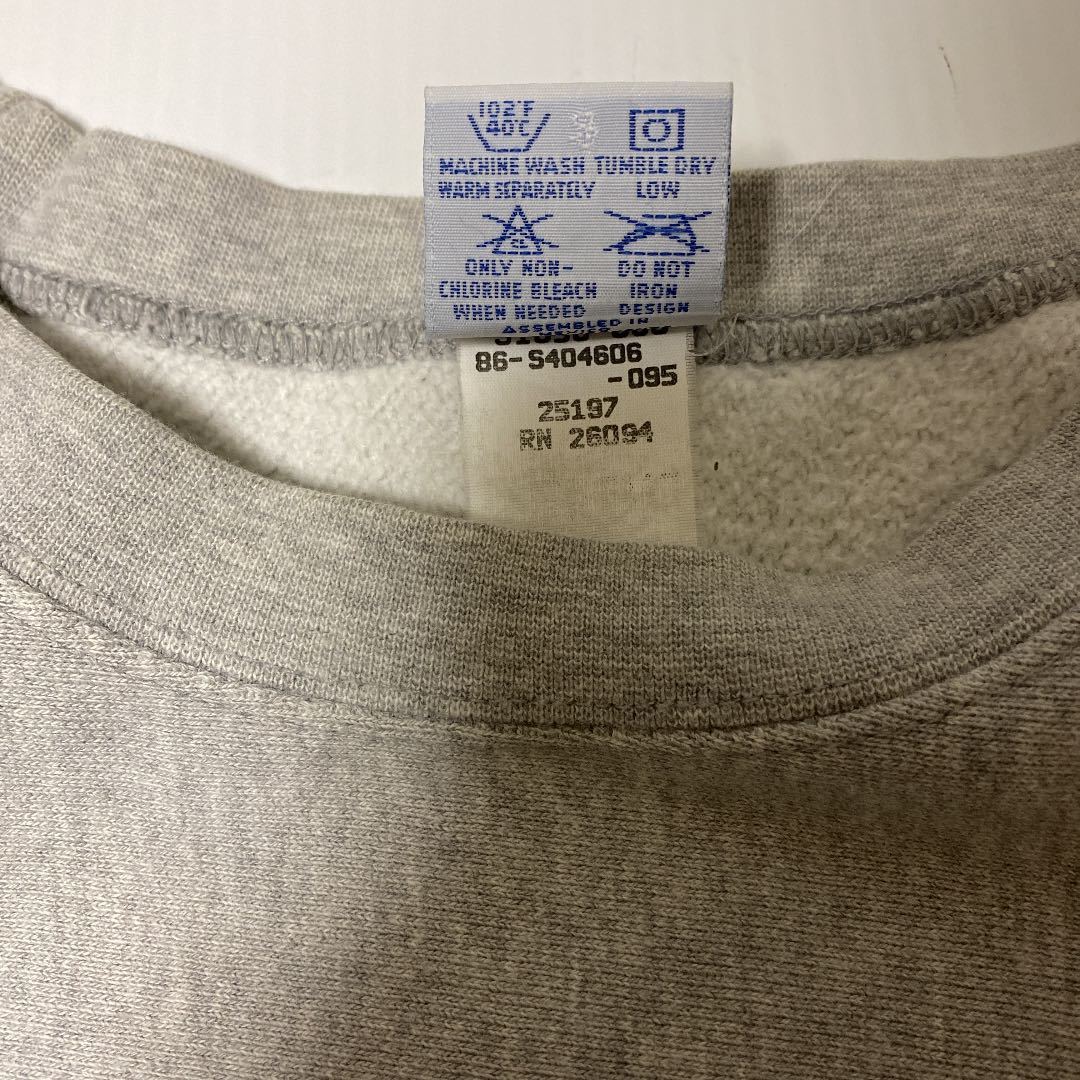 102°F
40°C
MACHINE WASH TUMBLE DRY
WARM SEPARATELY LOW
ONLY NON- DO NOT
CHLORINE BLEACH IRON
WHEN NEEDED DESIGN
ASSEMBLED IN
86-S404606
-095
25197
RN 26094